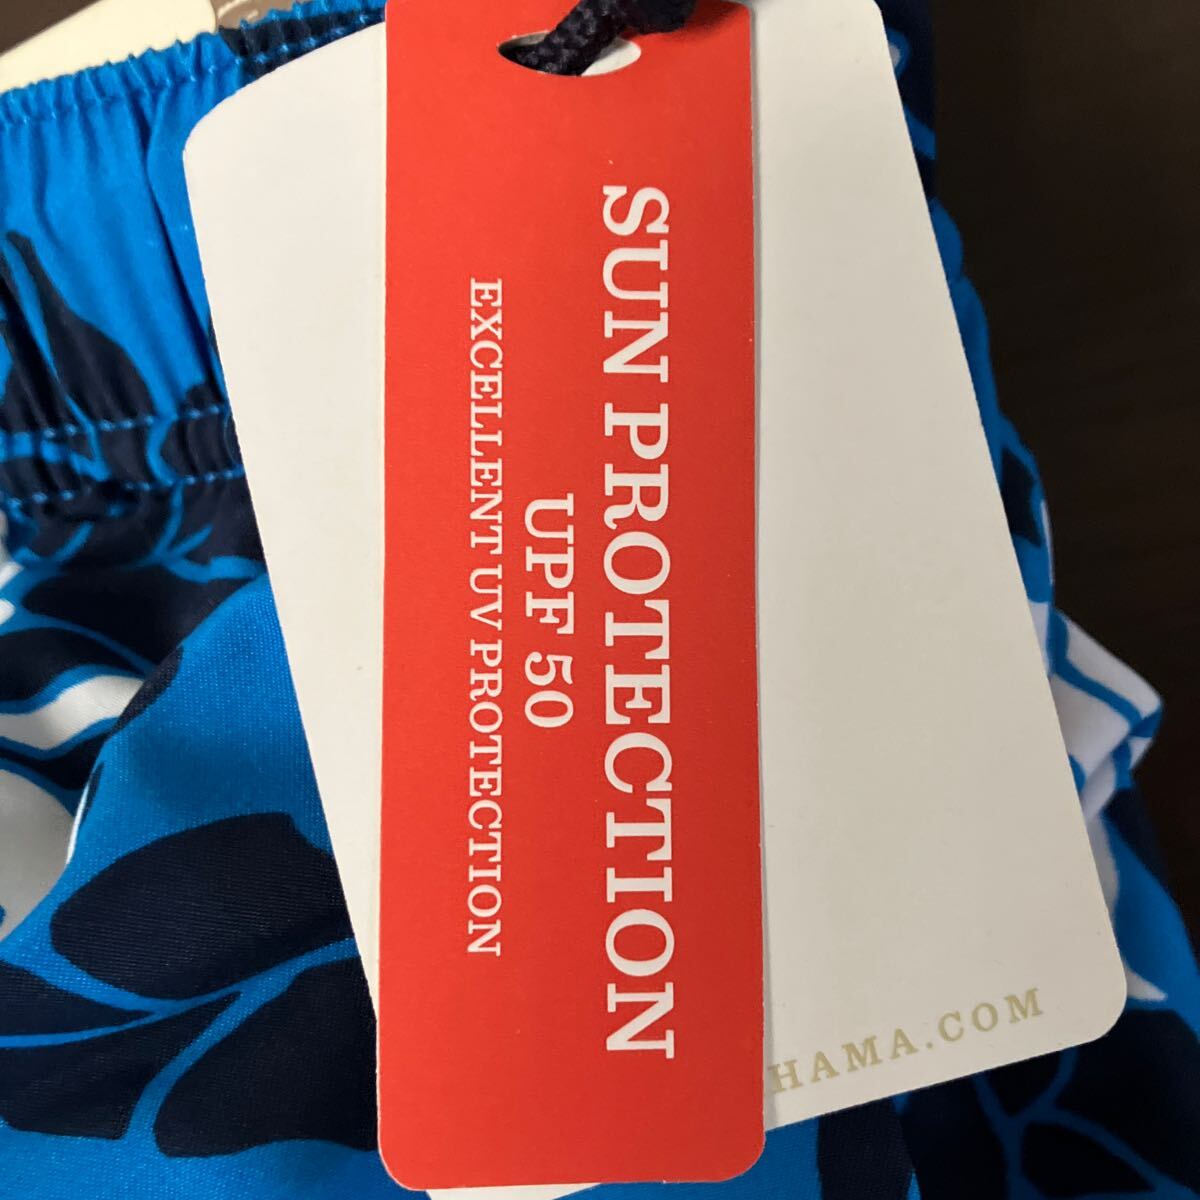 SUN PROTECTION
UPF 50
EXCELLENT UV PROTECTION
HAMA.COM